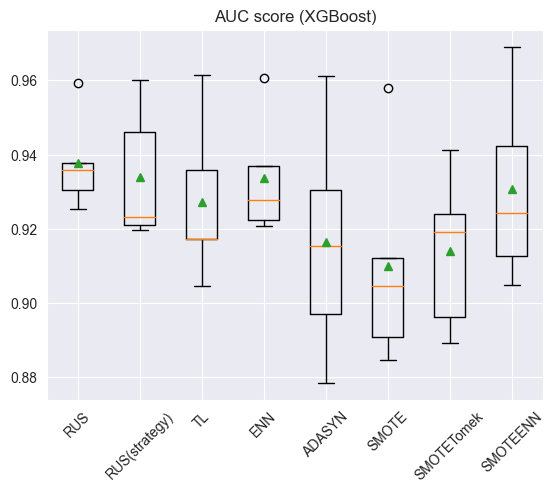 AUC score (XGBoost)
0.96
0.94
0.92
0.90
0.88
RUS
RUS(strategy)
TL
ENN
ADASYN
SMOTE
SMOTETomek
SMOTEENN